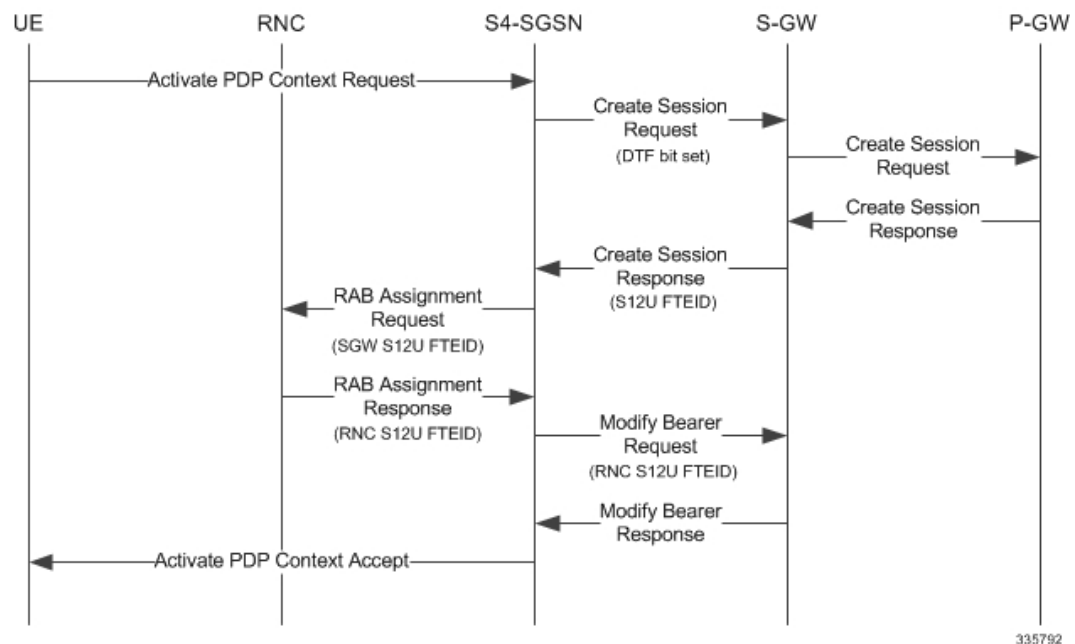 UE RNC S4-SGSN S-GW P-GW
Activate PDP Context Request
Create Session
Request
(DTF bit set)
Create Session
Request
Create Session
Response
Create Session
Response
(S12U FTEID)
RAB Assignment
Request
(SGW S12U FTEID)
RAB Assignment
Response
(RNC S12U FTEID)
Modify Bearer
Request
(RNC S12U FTEID)
Modify Bearer
Response
Activate PDP Context Accept
335792